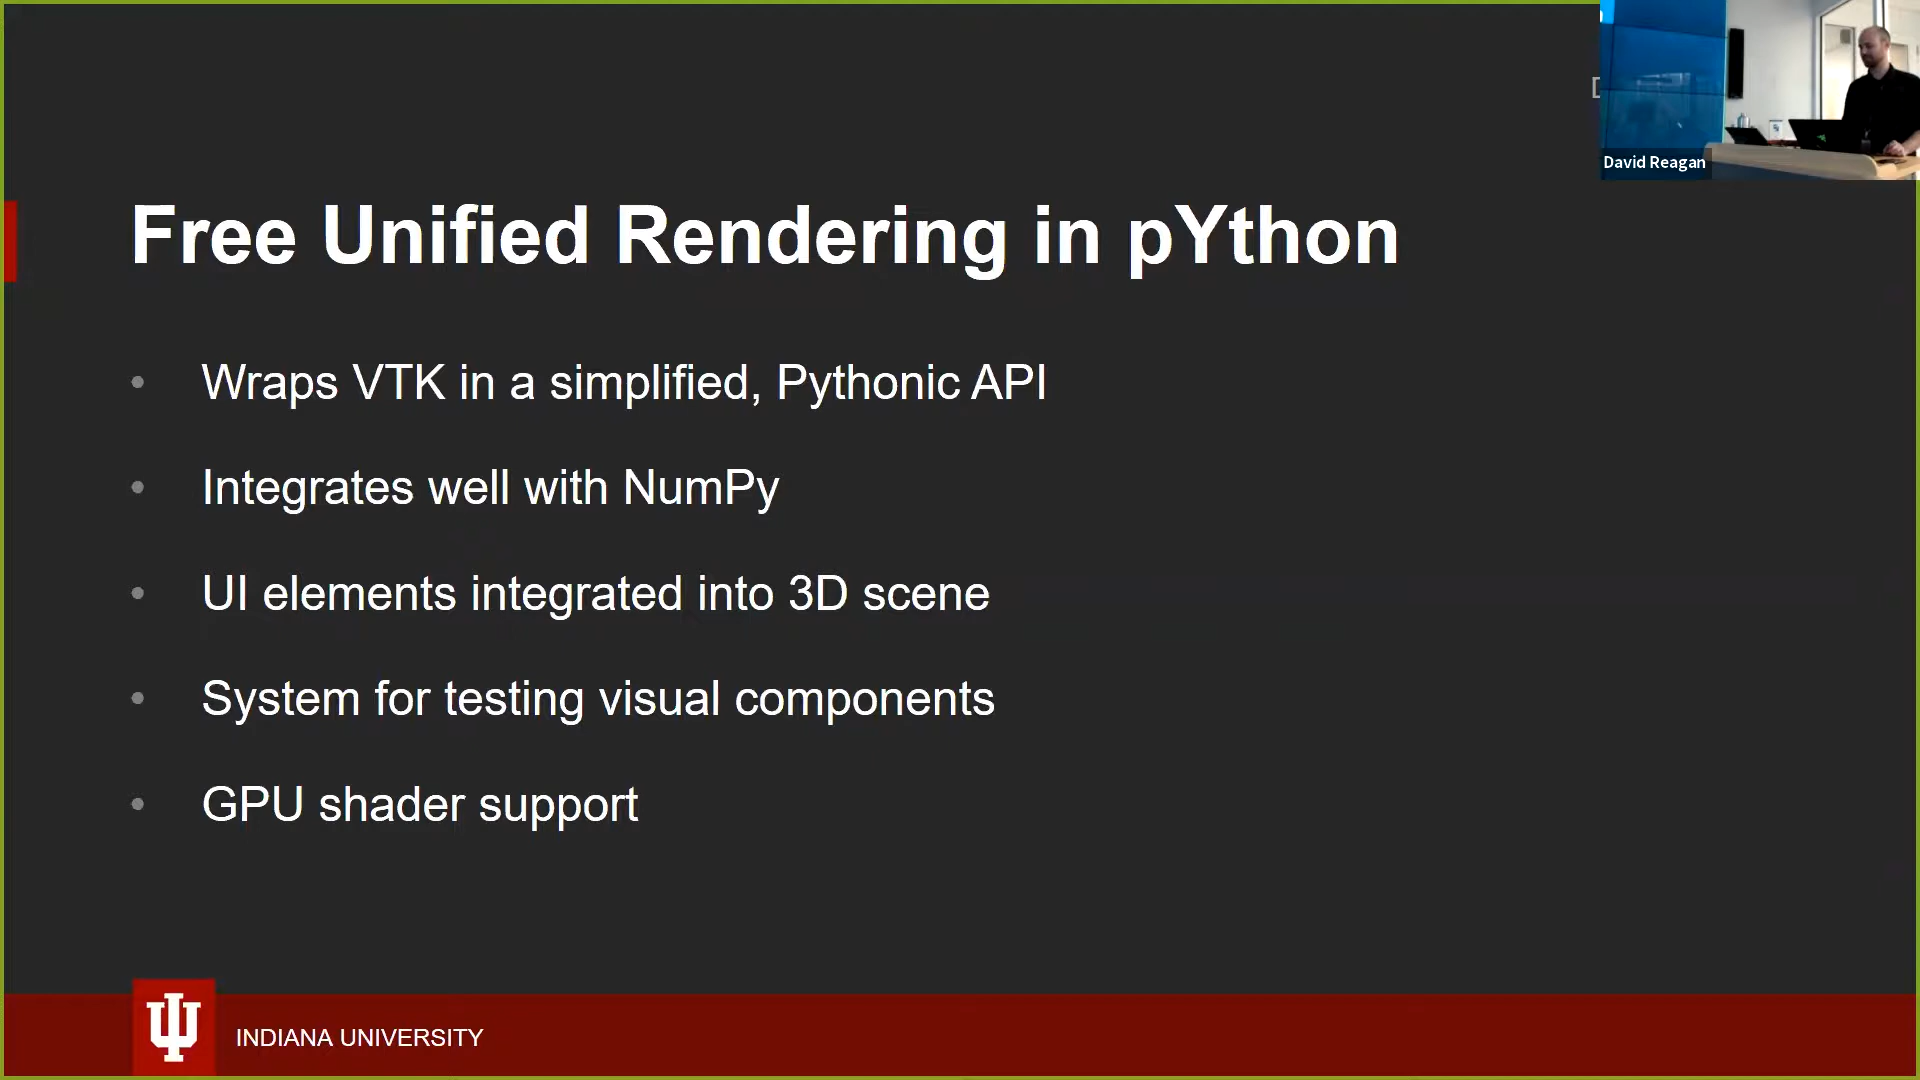 David Reagan
Free Unified Rendering in pYthon
Wraps VTK in a simplified, Pythonic API
Integrates well with NumPy
UI elements integrated into 3D scene
System for testing visual components
GPU shader support
INDIANA UNIVERSITY